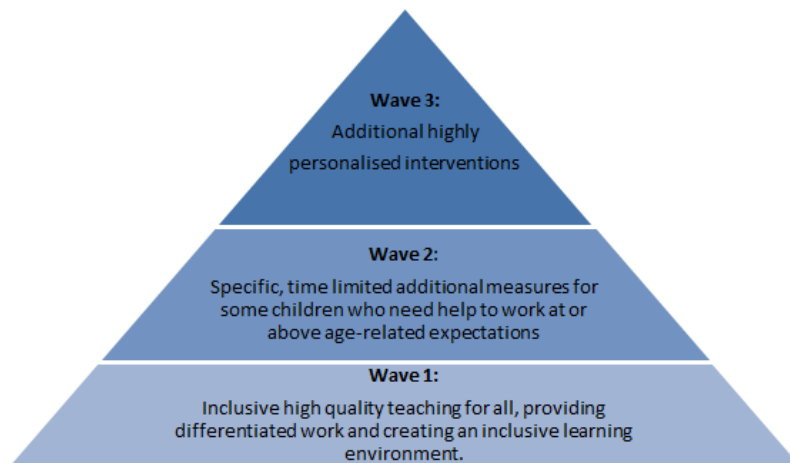 Wave 3:
Additional highly
personalised interventions
Wave 2:
Specific, time limited additional measures for
some children who need help to work at or
above age-related expectations
Wave 1:
Inclusive high quality teaching for all, providing
differentiated work and creating an inclusive learning
environment.